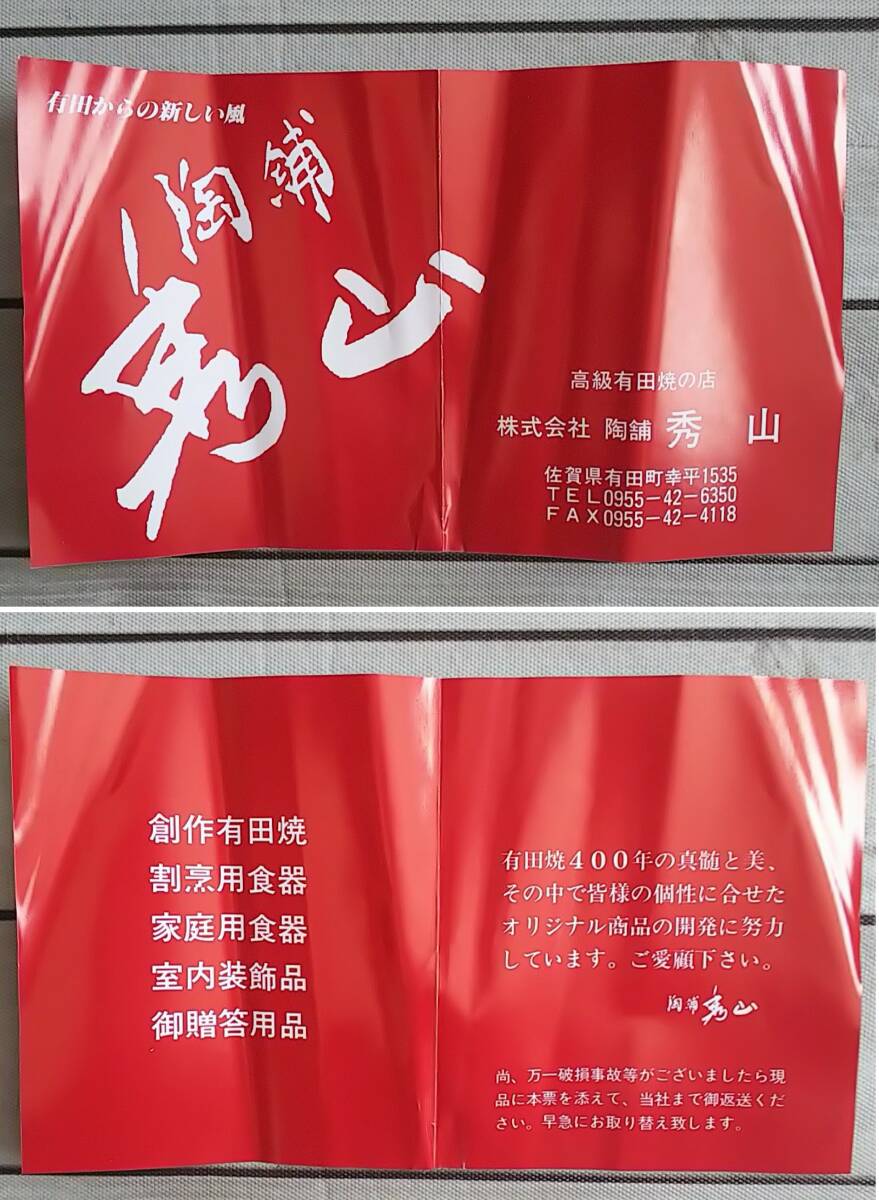 有田からの新しい風
陶舗
秀山
高級有田焼の店
株式会社 陶舗 秀山
佐賀県有田町幸平1535
TEL0955-42-6350
FAX0955-42-4118
創作有田焼
割烹用食器
家庭用食器
室内装飾品
御贈答用品
有田焼400年の真髄と美、
その中で皆様の個性に合せた
オリジナル商品の開発に努力
しています。ご愛顧下さい。
陶舗 秀山
尚、万一破損事故等がございましたら現
品に本票を添えて、当社まで御返送くだ
さい。早急にお取り替え致します。